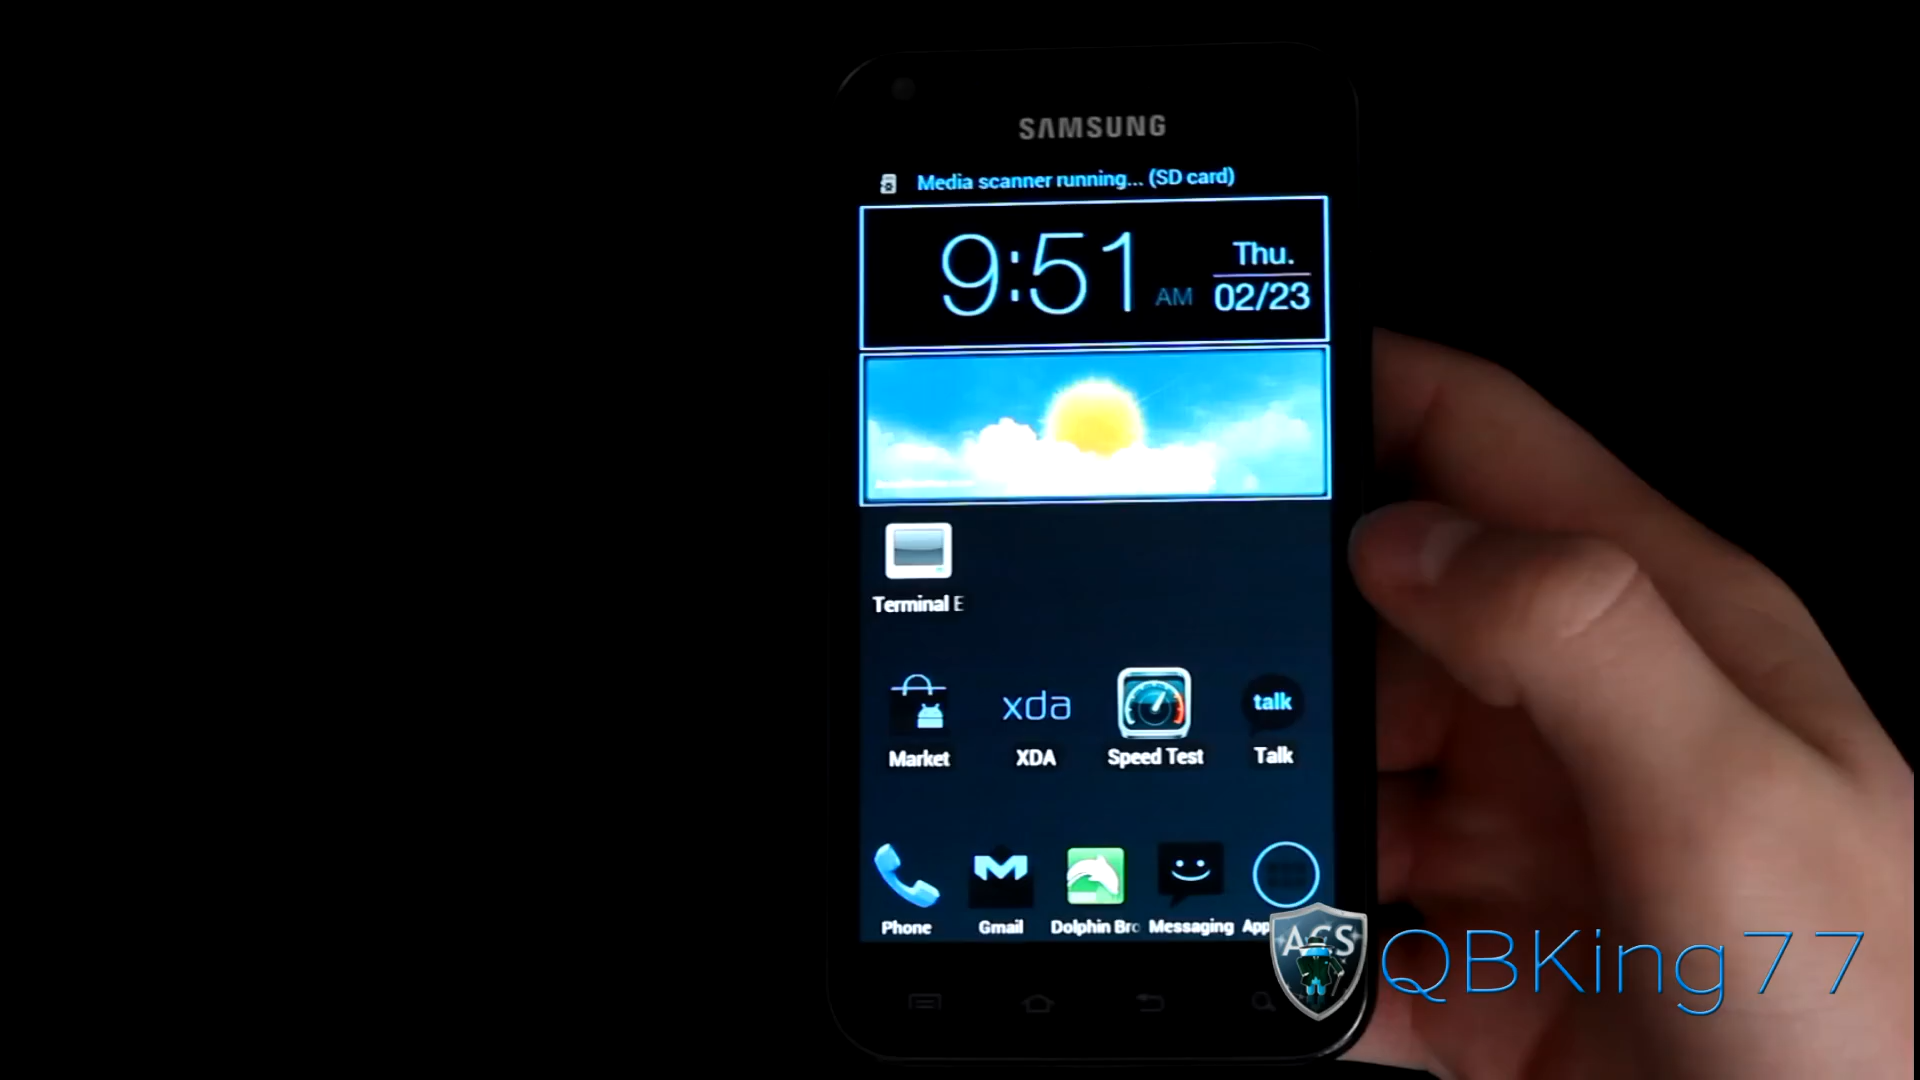 SAMSUNG
Media scanner running... (SD card)
9:51 AM
Thu.
02/23
Terminal E
Market
XDA
Speed Test
Talk
xda
talk
Phone
Gmail
Dolphin Bro
Messaging
App
ACS
QBKing77